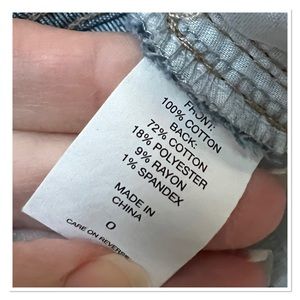 FRONT:
100% COTTON
BACK:
72% COTTON
18% POLYESTER
9% RAYON
1% SPANDEX
MADE IN
CHINA
0
CARE ON REVERSE